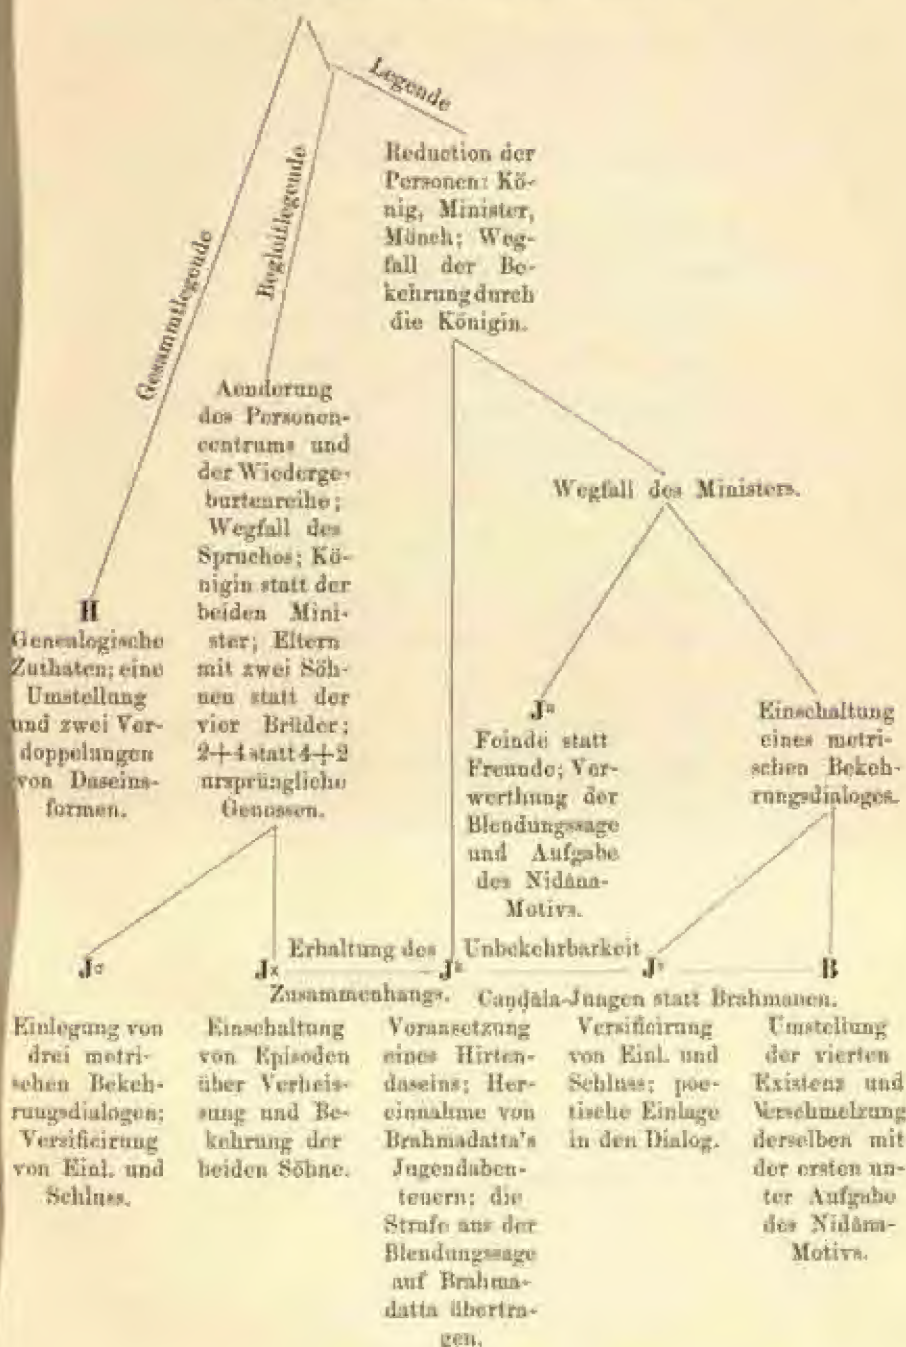 Legende
Begleitlegende
Gesammtlegende
Reduction der
Personen: Kö-
nig, Minister,
Mönch; Weg-
fall der Be-
kehrung durch
die Königin.
Aenderung
des Personen-
centrums und
der Wiederge-
burtenreihe;
Wegfall des
Spruches; Kö-
nigin statt der
beiden Mini-
ster; Eltern
mit zwei Söh-
nen statt der
vier Brüder;
2+4 statt 4+2
ursprüngliche
Genossen.
Wegfall des Ministers.
H
Genealogische
Zuthaten; eine
Umstellung
und zwei Ver-
doppelungen
von Daseins-
formen.
Feinde statt
Freunde; Ver-
werthung der
Blendungssage
und Aufgabe
des Nidâna-
Motivs.
Einschaltung
eines metri-
schen Bekeh-
rungsdialoges.
Erhaltung des
Unbekehrbarkeit
J
J
J
J
B
Zusammenhangs.
Caṇḍâla-Jungen statt Brahmanen.
Einlegung von
drei metri-
schen Bekeh-
rungsdialogen;
Versificirung
von Einl. und
Schluss.
Einschaltung
von Episoden
über Verheis-
sung und Be-
kehrung der
beiden Söhne.
Voransetzung
eines Hirten-
daseins; Her-
einnahme von
Brahmadatta's
Jugendaben-
teuern; die
Strafe aus der
Blendungssage
auf Brahma-
datta übertra-
gen.
Versificirung
von Einl. und
Schluss; poe-
tische Einlage
in den Dialog.
Umstellung
der vierten
Existenz und
Verschmelzung
derselben mit
der ersten un-
ter Aufgabe
des Nidâna-
Motivs.